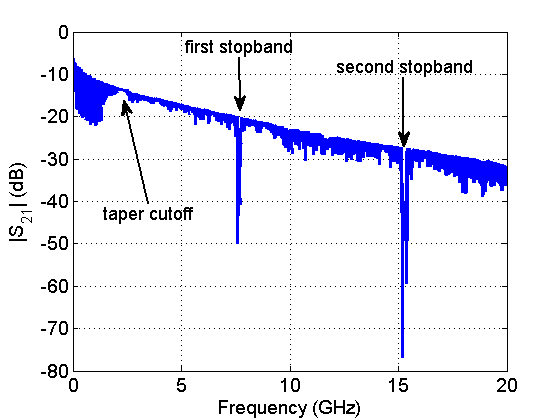 0
-10
-20
-30
-40
-50
-60
-70
-80
|S21| (dB)
first stopband
second stopband
taper cutoff
0 5 10 15 20
Frequency (GHz)